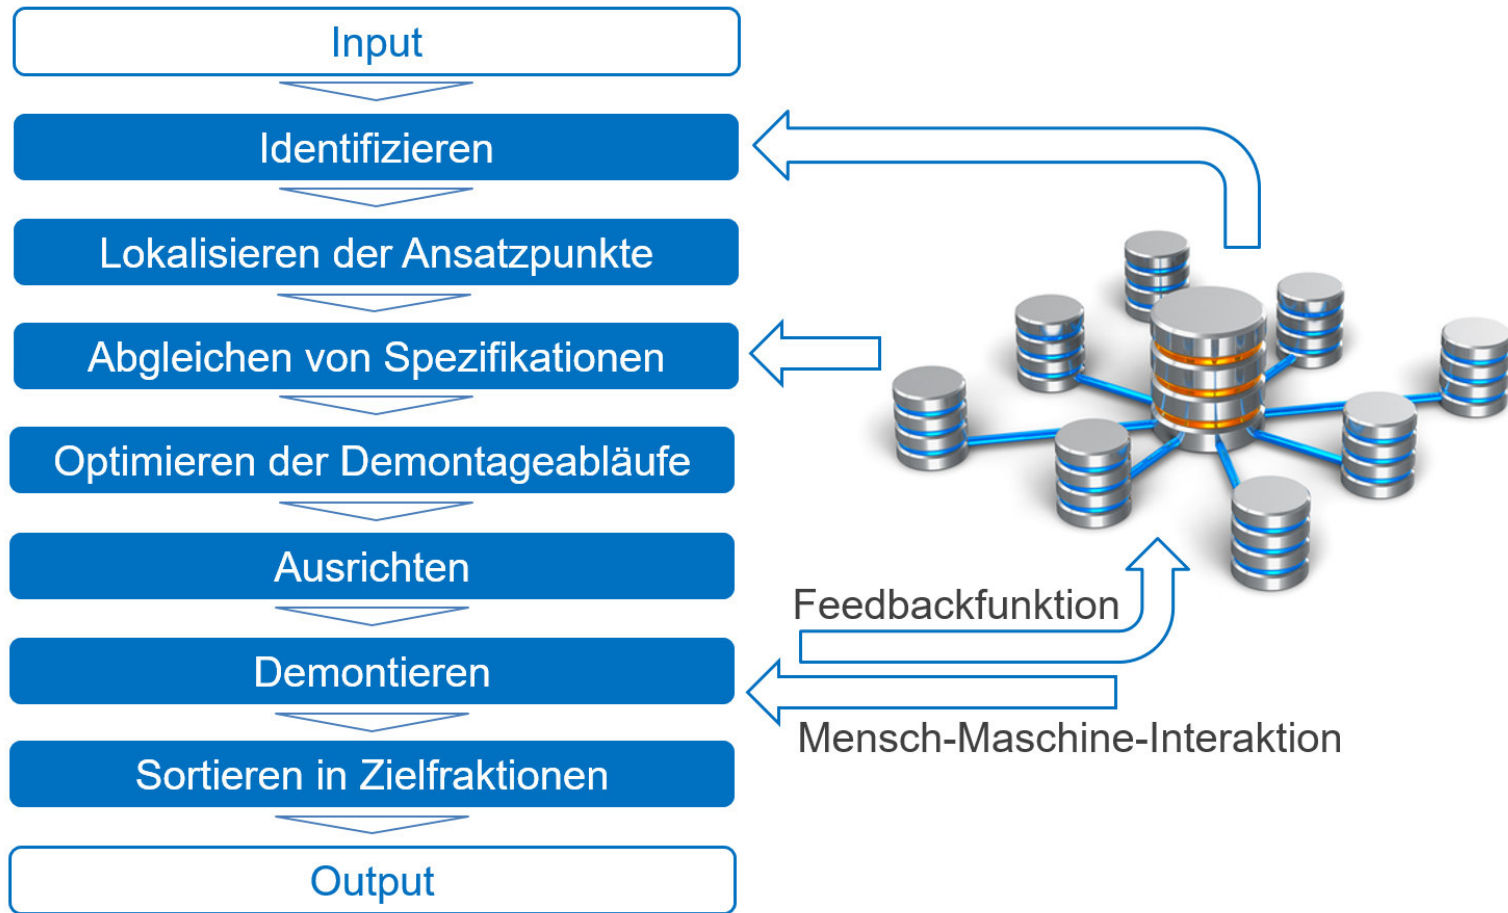 Input
Identifizieren
Lokalisieren der Ansatzpunkte
Abgleichen von Spezifikationen
Optimieren der Demontageabläufe
Ausrichten
Demontieren
Sortieren in Zielfraktionen
Output
Feedbackfunktion
Mensch-Maschine-Interaktion